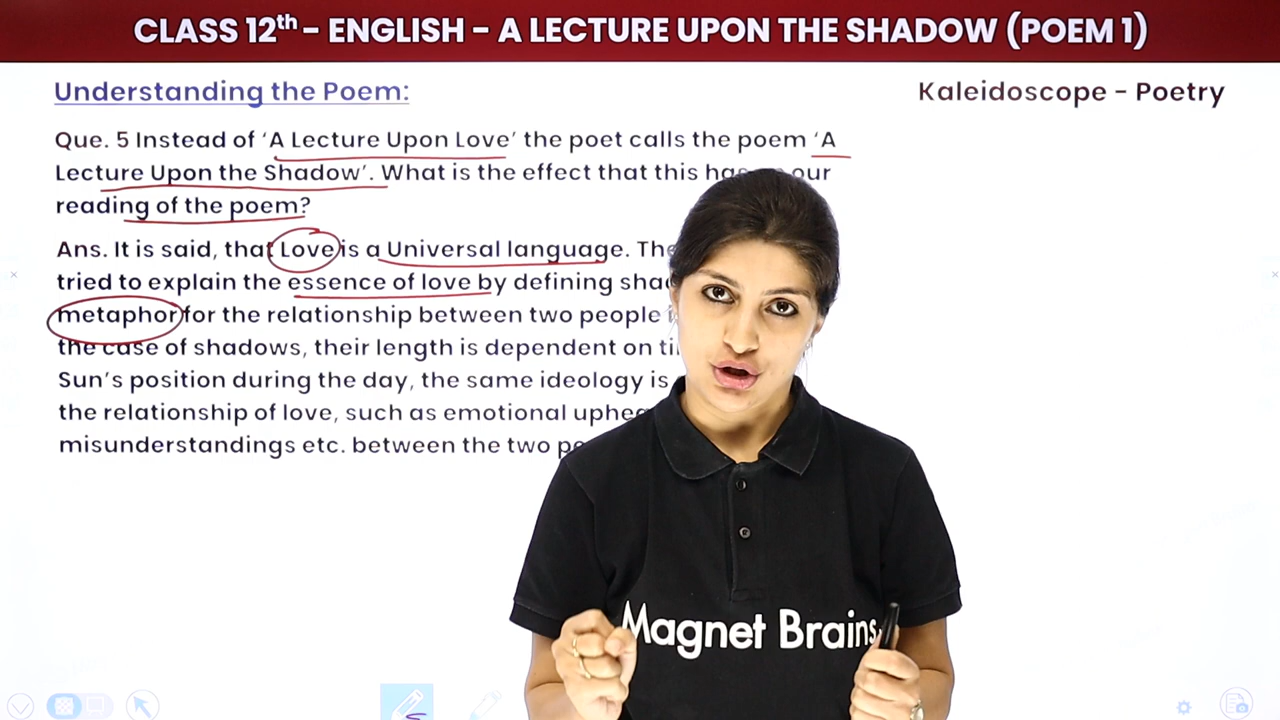 CLASS 12th – ENGLISH – A LECTURE UPON THE SHADOW (POEM 1)
Understanding the Poem:
Kaleidoscope – Poetry
Que. 5 Instead of ‘A Lecture Upon Love’ the poet calls the poem ‘A
Lecture Upon the Shadow’. What is the effect that this has on our
reading of the poem?
Ans. It is said, that Love is a Universal language.
tried to explain the essence of love by defining
metaphor for the relationship between two people
the case of shadows, their length is dependent on
Sun’s position during the day, the same ideology is
the relationship of love, such as emotional
misunderstandings etc. between the two
Magnet Brains